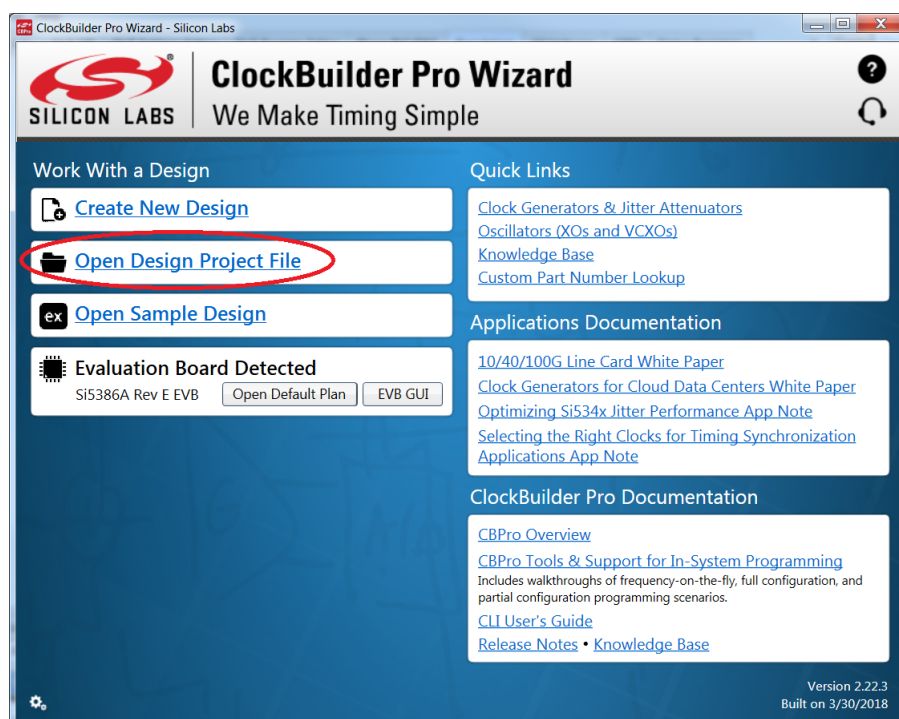 ClockBuilder Pro Wizard - Silicon Labs
SILICON LABS
ClockBuilder Pro Wizard
We Make Timing Simple
?
Work With a Design
Create New Design
Open Design Project File
ex Open Sample Design
Evaluation Board Detected
Si5386A Rev E EVB Open Default Plan EVB GUI
Quick Links
Clock Generators & Jitter Attenuators
Oscillators (XOs and VCXOs)
Knowledge Base
Custom Part Number Lookup
Applications Documentation
10/40/100G Line Card White Paper
Clock Generators for Cloud Data Centers White Paper
Optimizing Si534x Jitter Performance App Note
Selecting the Right Clocks for Timing Synchronization
Applications App Note
ClockBuilder Pro Documentation
CBPro Overview
CBPro Tools & Support for In-System Programming
Includes walkthroughs of frequency-on-the-fly, full configuration, and
partial configuration programming scenarios.
CLI User's Guide
Release Notes • Knowledge Base
Version 2.22.3
Built on 3/30/2018